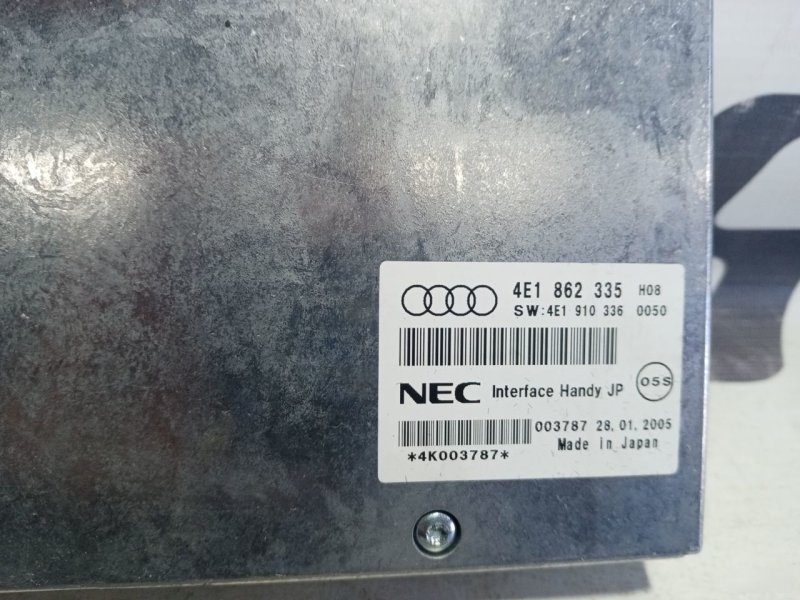 4E1 862 335 H08
SW:4E1 910 336 0050
NEC Interface Handy JP 05S
003787 28.01.2005
Made in Japan
*4K003787*